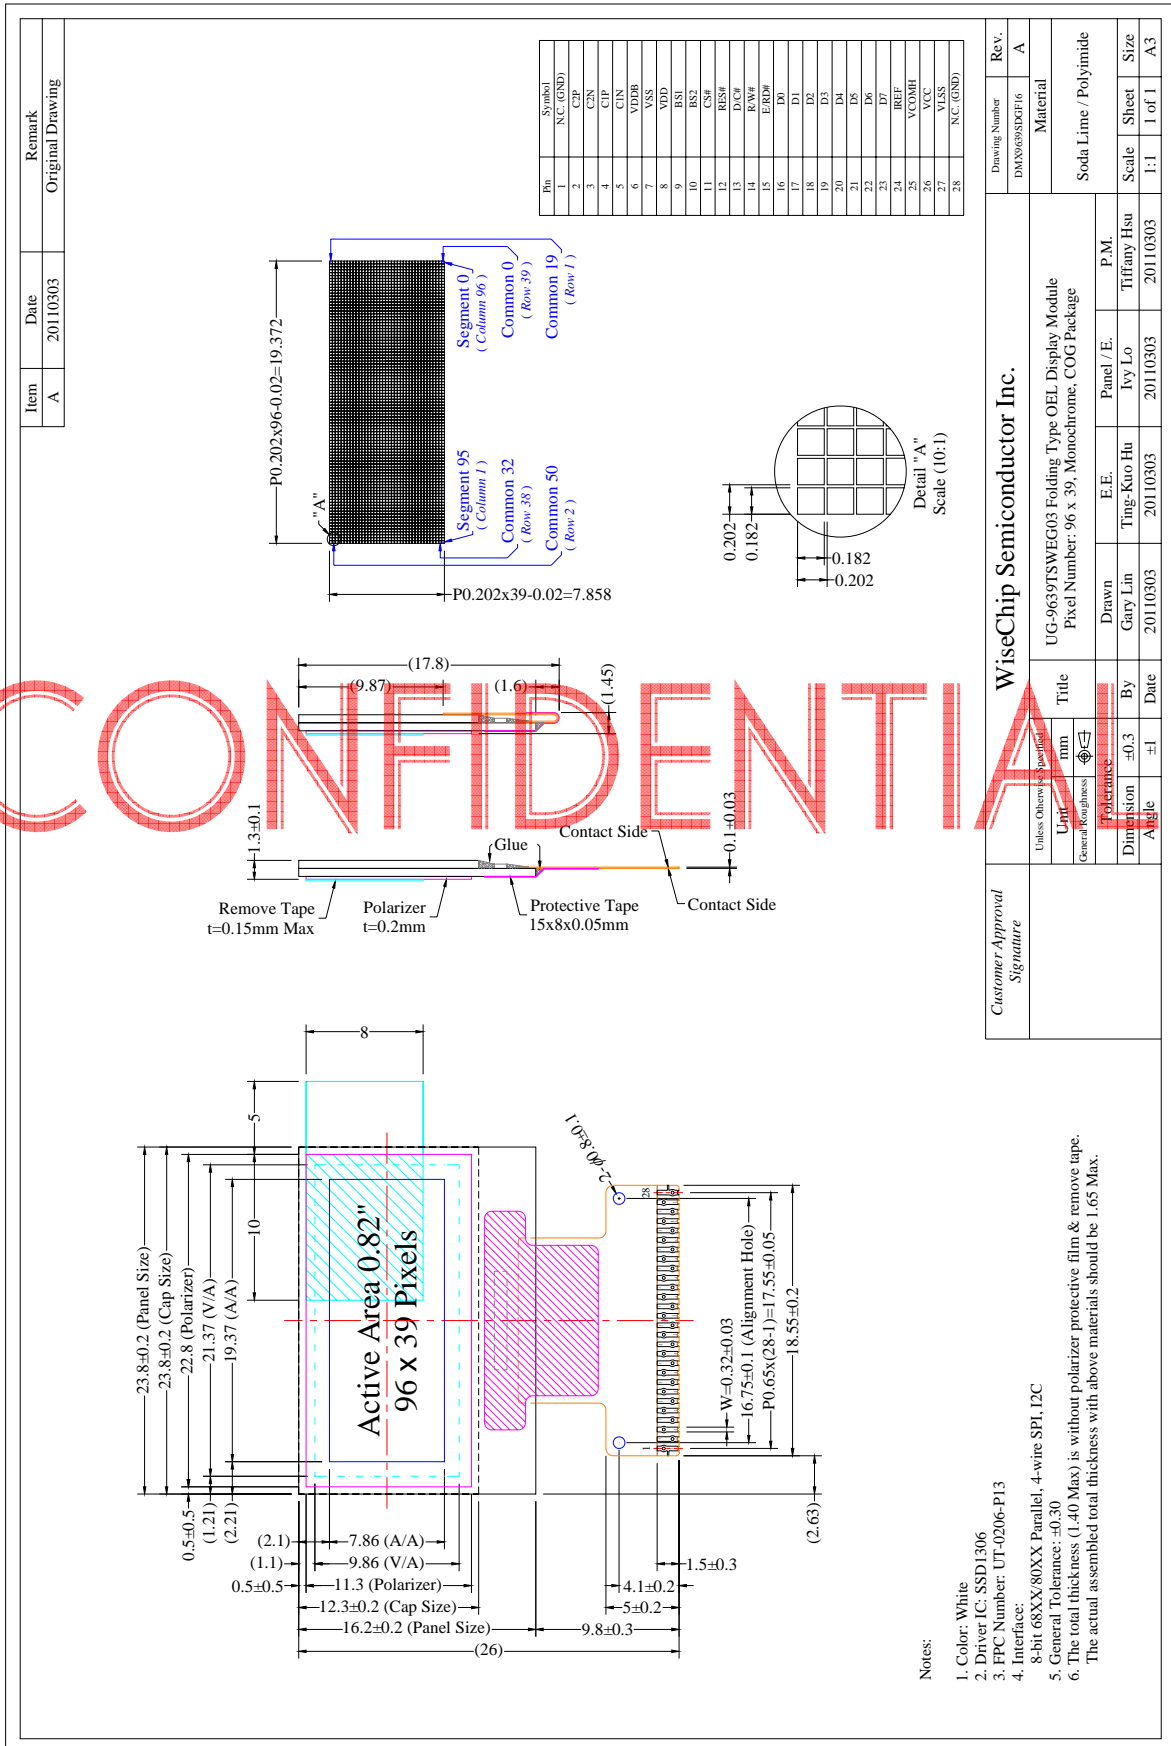 Item Date Remark
A 20110303 Original Drawing
23.8±0.2 (Panel Size)
23.8±0.2 (Cap Size)
22.8 (Polarizer)
21.37 (V/A)
19.37 (A/A)
0.5±0.5
(1.21)
(2.21)
10
5
8
Active Area 0.82"
96 x 39 Pixels
(2.1)
7.86 (A/A)
(1.1)
9.86 (V/A)
0.5±0.5
11.3 (Polarizer)
12.3±0.2 (Cap Size)
16.2±0.2 (Panel Size)
9.8±0.3
(26)
1.5±0.3
4.1±0.2
5±0.2
2-φ0.8±0.1
1
28
W=0.32±0.03
16.75±0.1 (Alignment Hole)
P0.65x(28-1)=17.55±0.05
18.55±0.2
(2.63)
1.3±0.1
Remove Tape
t=0.15mm Max
Polarizer
t=0.2mm
Glue
Protective Tape
15x8x0.05mm
Contact Side
Contact Side
0.1±0.03
(17.8)
(9.87)
(1.6)
(1.45)
P0.202x96-0.02=19.372
"A"
P0.202x39-0.02=7.858
Segment 95
( Column 1 )
Common 32
( Row 38 )
Common 50
( Row 2 )
Segment 0
( Column 96 )
Common 0
( Row 39 )
Common 19
( Row 1 )
0.202
0.182
0.182
0.202
Detail "A"
Scale (10:1)
Pin Symbol
1 N.C. (GND)
2 C2P
3 C2N
4 C1P
5 C1N
6 VDDB
7 VSS
8 VDD
9 BS1
10 BS2
11 CS#
12 RES#
13 D/C#
14 R/W#
15 E/RD#
16 D0
17 D1
18 D2
19 D3
20 D4
21 D5
22 D6
23 D7
24 IREF
25 VCOMH
26 VCC
27 VLSS
28 N.C. (GND)
CONFIDENTIAL
Notes:
1. Color: White
2. Driver IC: SSD1306
3. FPC Number: UT-0206-P13
4. Interface:
8-bit 68XX/80XX Parallel, 4-wire SPI, I2C
5. General Tolerance: ±0.30
6. The total thickness (1.40 Max) is without polarizer protective film & remove tape.
The actual assembled total thickness with above materials should be 1.65 Max.
Customer Approval
Signature
WiseChip Semiconductor Inc.
Drawing Number Rev.
DMX9639SDGF16 A
Unless Otherwise Specified
Unit mm
General Roughness
Tolerance
Dimension ±0.3
Angle ±1
Title
UG-9639TSWEG03 Folding Type OEL Display Module
Pixel Number: 96 x 39, Monochrome, COG Package
Material
Soda Lime / Polyimide
Drawn E.E. Panel / E. P.M.
By Gary Lin Ting-Kuo Hu Ivy Lo Tiffany Hsu
Date 20110303 20110303 20110303 20110303
Scale Sheet Size
1:1 1 of 1 A3